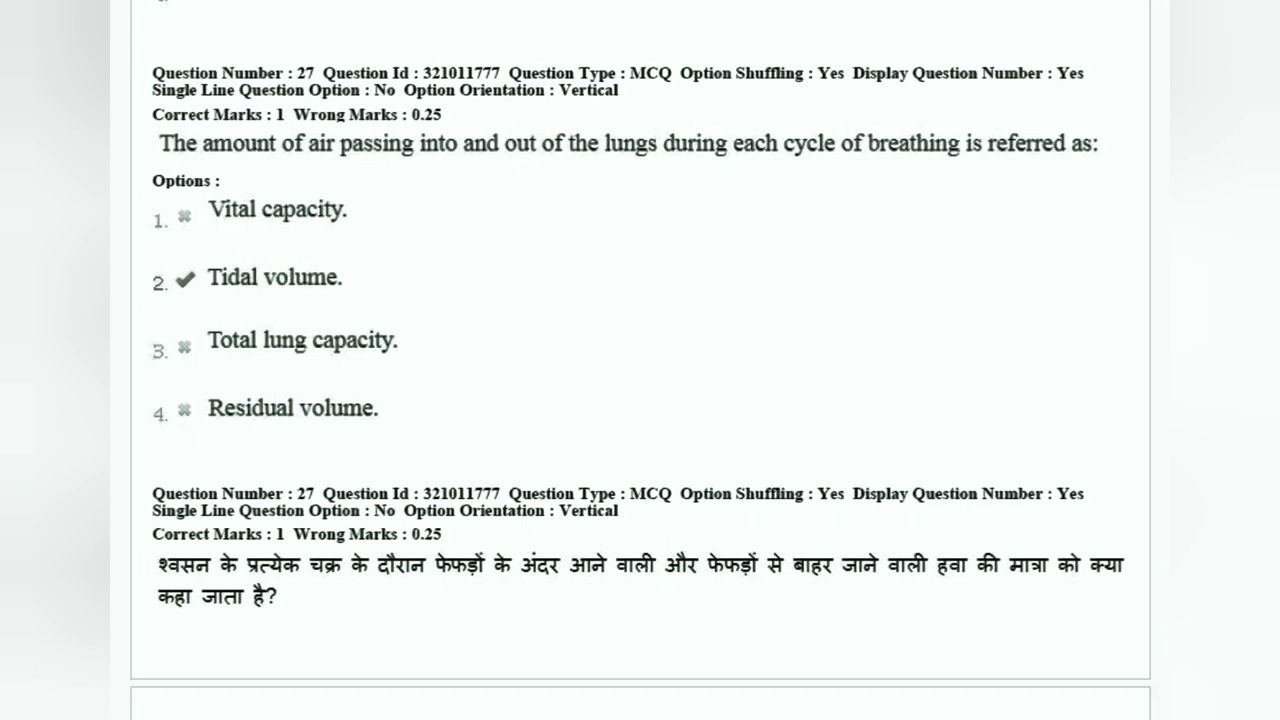 Question Number : 27 Question Id : 321011777 Question Type : MCQ Option Shuffling : Yes Display Question Number : Yes
Single Line Question Option : No Option Orientation : Vertical
Correct Marks : 1 Wrong Marks : 0.25
The amount of air passing into and out of the lungs during each cycle of breathing is referred as:
Options :
1. ✖ Vital capacity.
2. ✔ Tidal volume.
3. ✖ Total lung capacity.
4. ✖ Residual volume.
Question Number : 27 Question Id : 321011777 Question Type : MCQ Option Shuffling : Yes Display Question Number : Yes
Single Line Question Option : No Option Orientation : Vertical
Correct Marks : 1 Wrong Marks : 0.25
श्वसन के प्रत्येक चक्र के दौरान फेफड़ों के अंदर आने वाली और फेफड़ों से बाहर जाने वाली हवा की मात्रा को क्या
कहा जाता है?